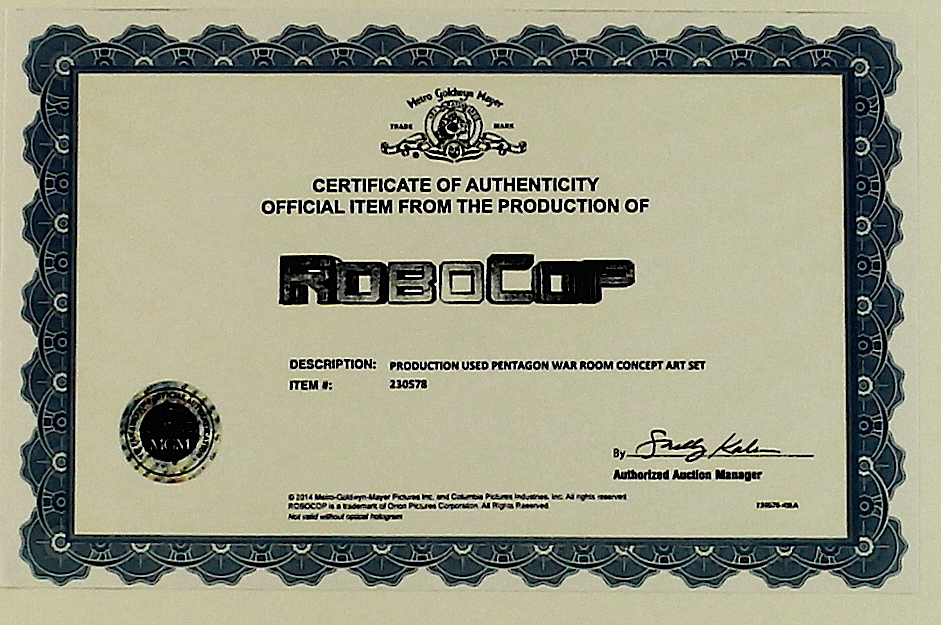 Metro Goldwyn Mayer
TRADE MARK
CERTIFICATE OF AUTHENTICITY
OFFICIAL ITEM FROM THE PRODUCTION OF
ROBOCOP
DESCRIPTION: PRODUCTION USED PENTAGON WAR ROOM CONCEPT ART SET
ITEM #: 230578
MGM
By
Authorized Auction Manager
© 2014 Metro-Goldwyn-Mayer Pictures Inc. and Columbia Pictures Industries, Inc. All rights reserved.
ROBOCOP is a trademark of Orion Pictures Corporation. All Rights Reserved.
Not valid without optical hologram